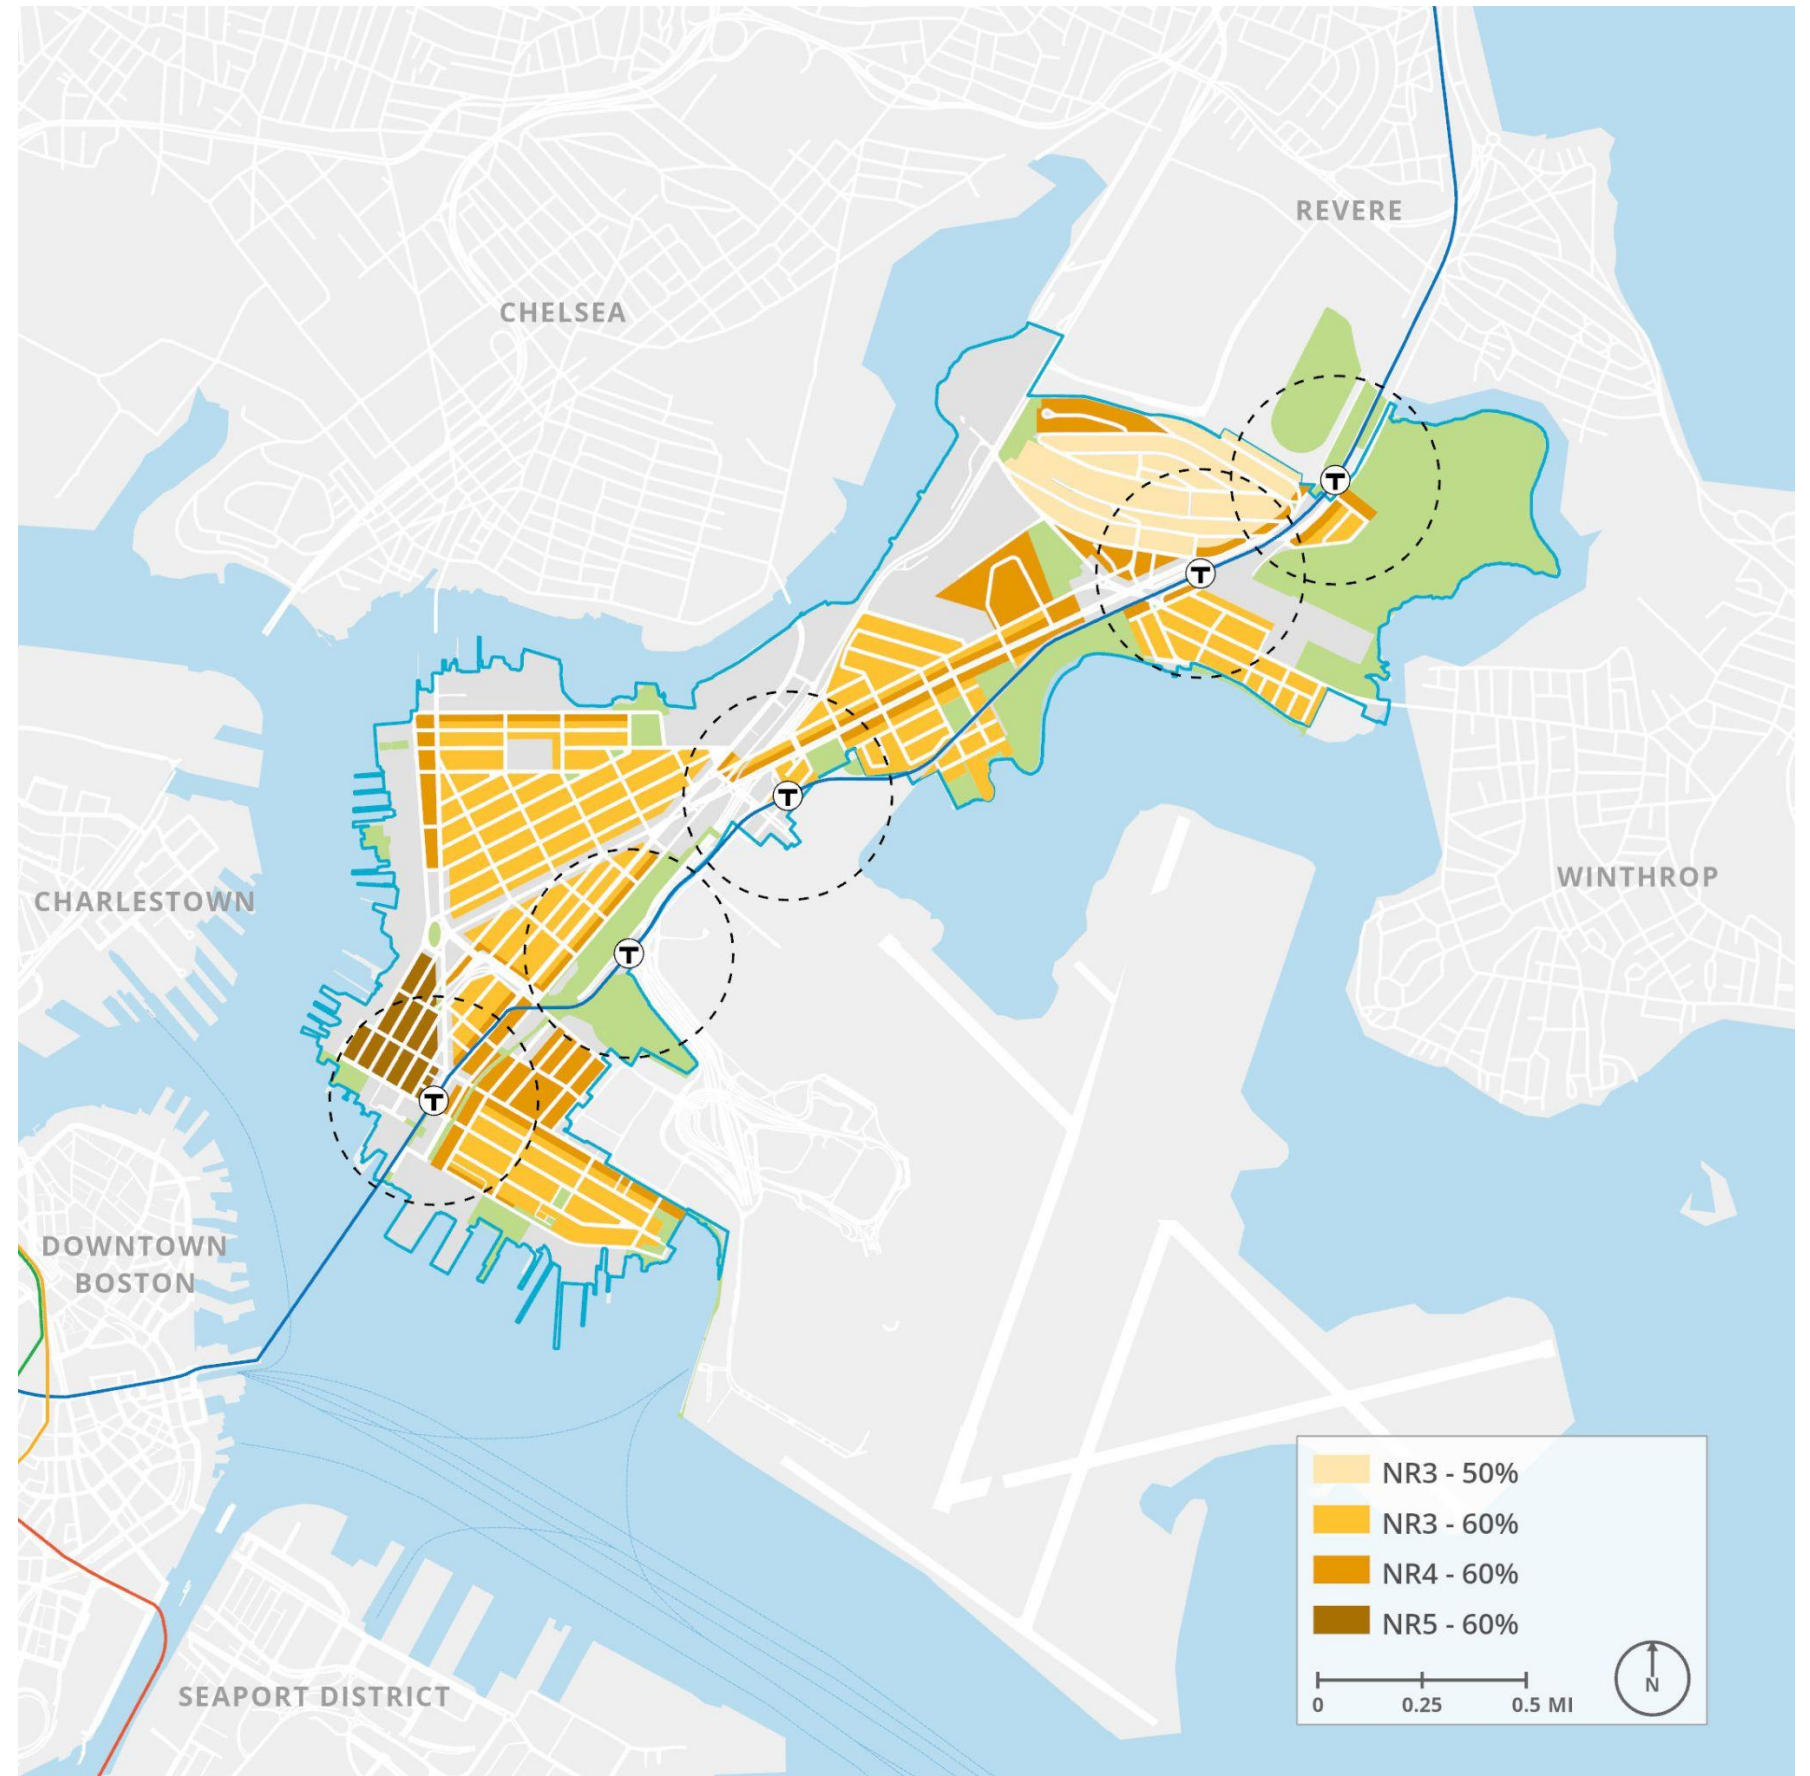 REVERE
CHELSEA
T
T
T
WINTHROP
CHARLESTOWN
T
T
DOWNTOWN
BOSTON
NR3 - 50%
NR3 - 60%
NR4 - 60%
NR5 - 60%
N
0 0.25 0.5 MI
SEAPORT DISTRICT